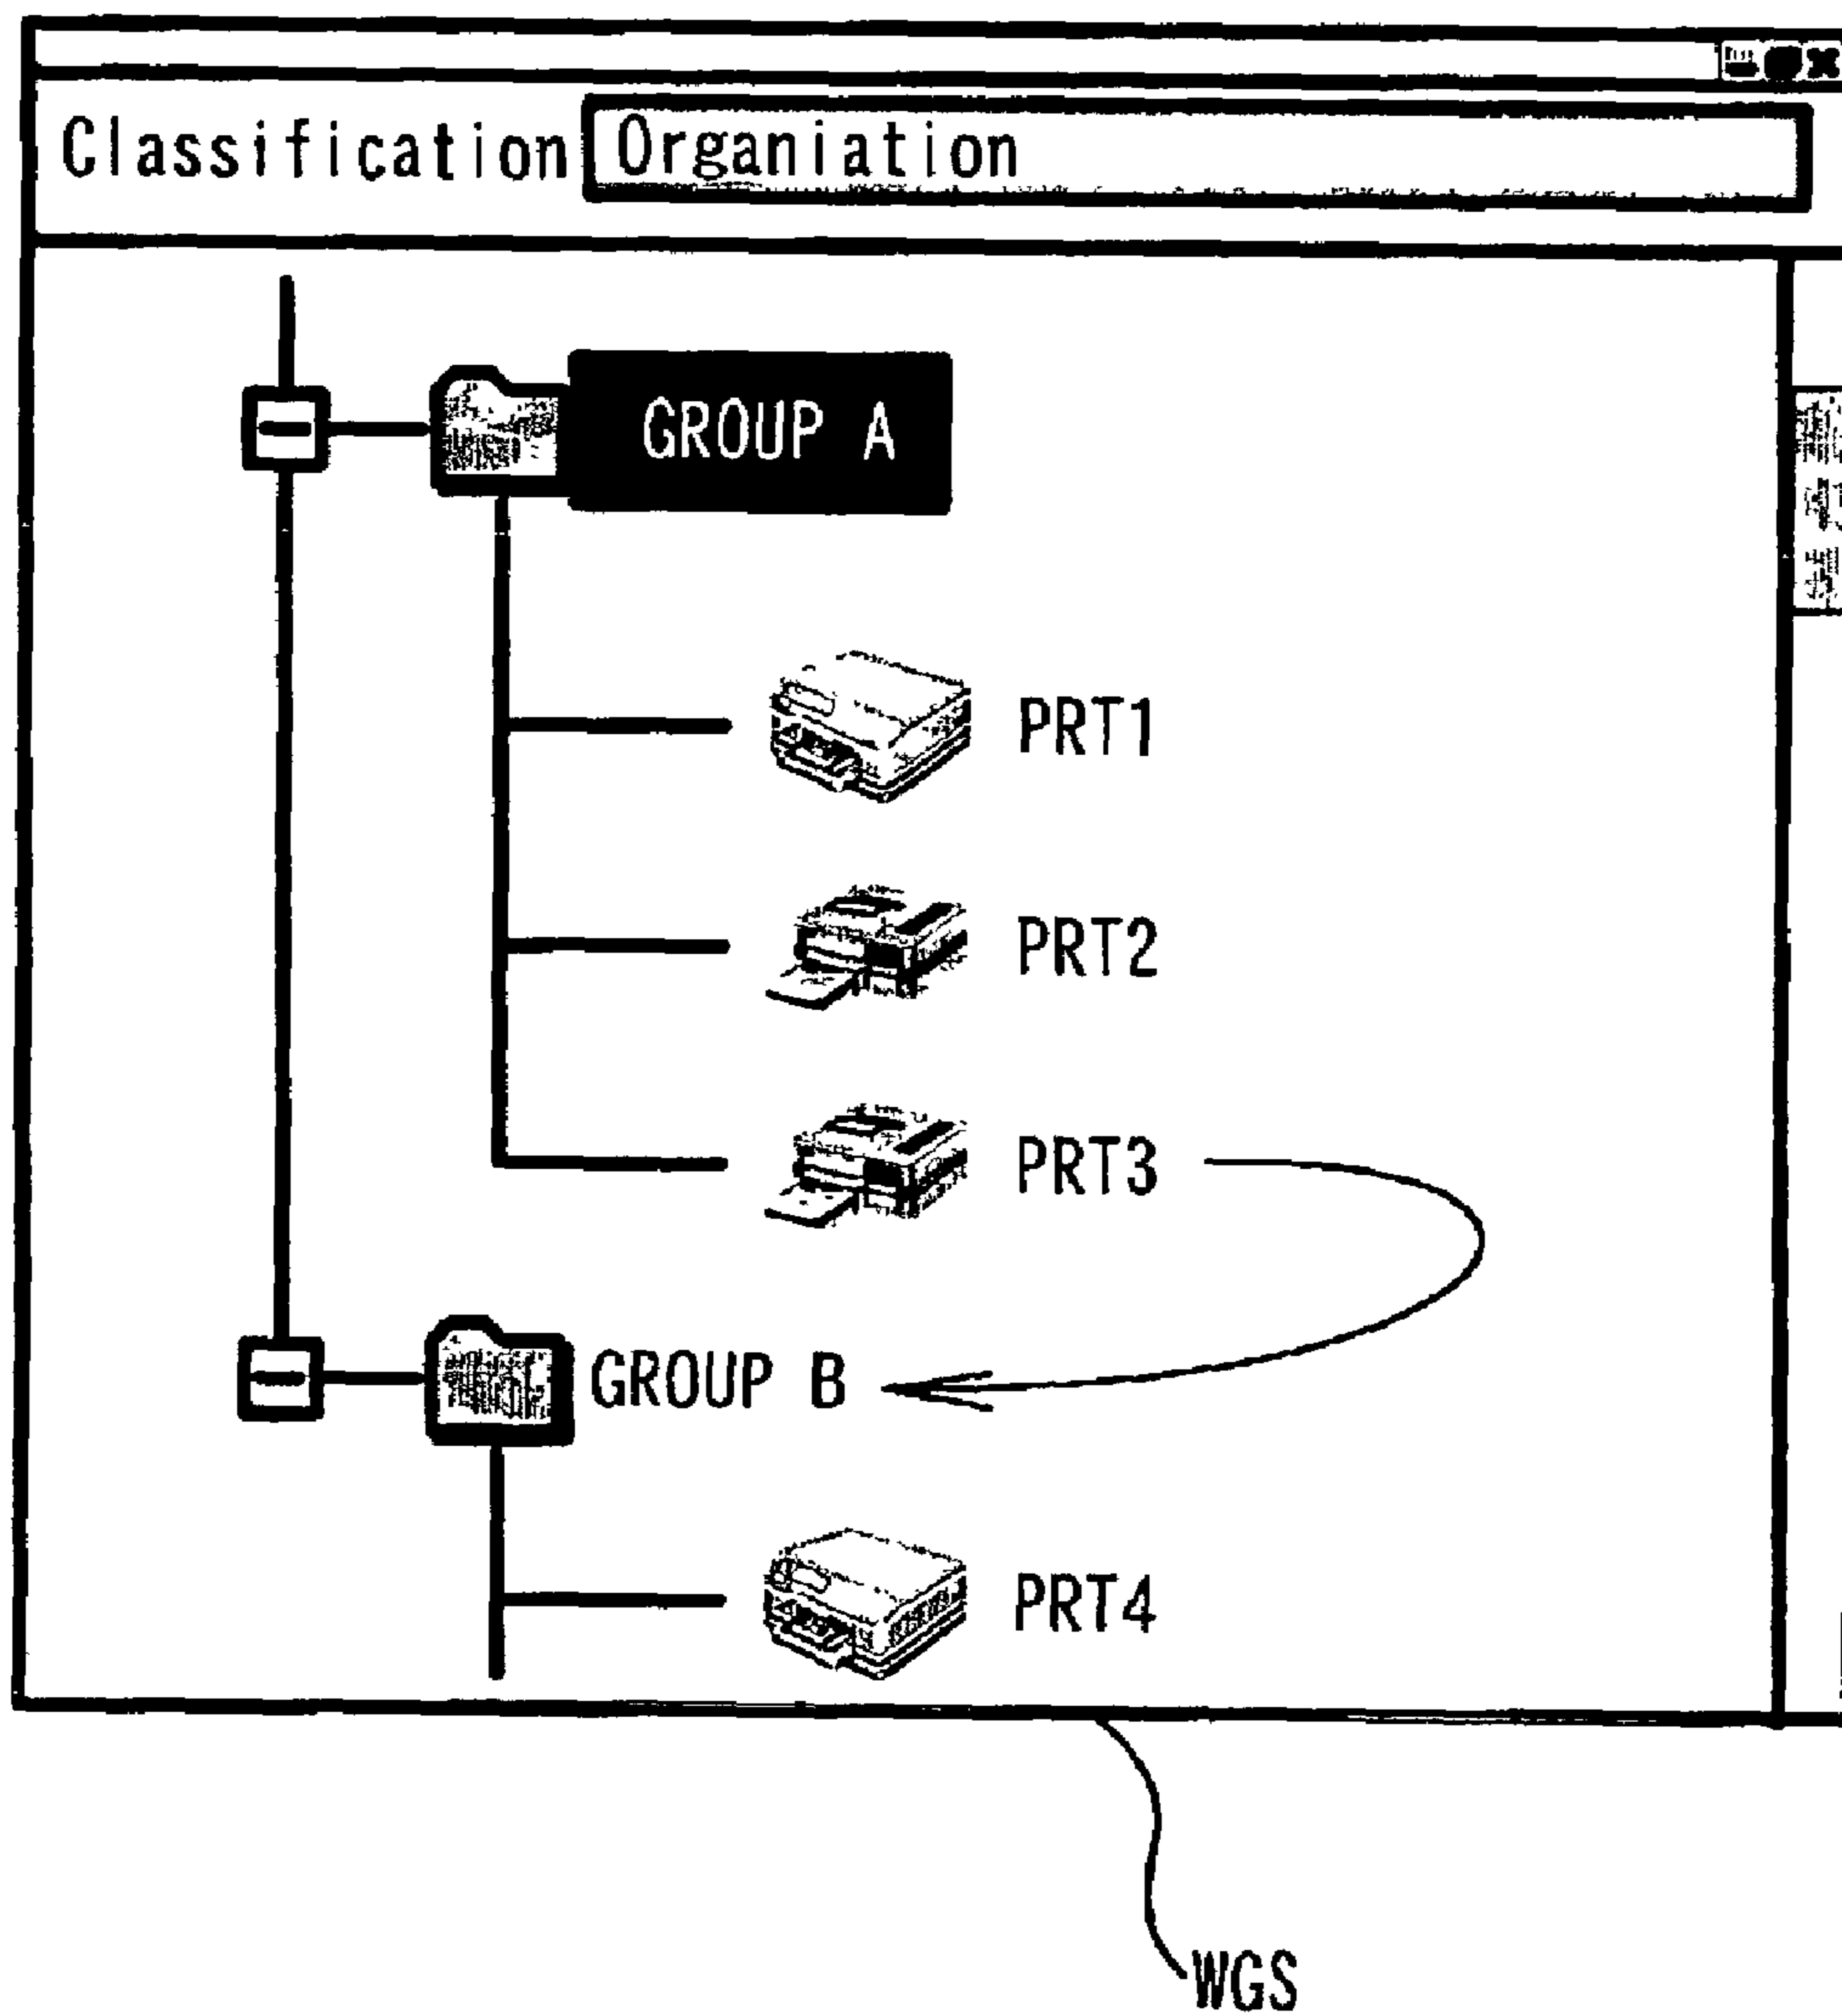 Classification Organiation
GROUP A
PRT1
PRT2
PRT3
GROUP B
PRT4
WGS